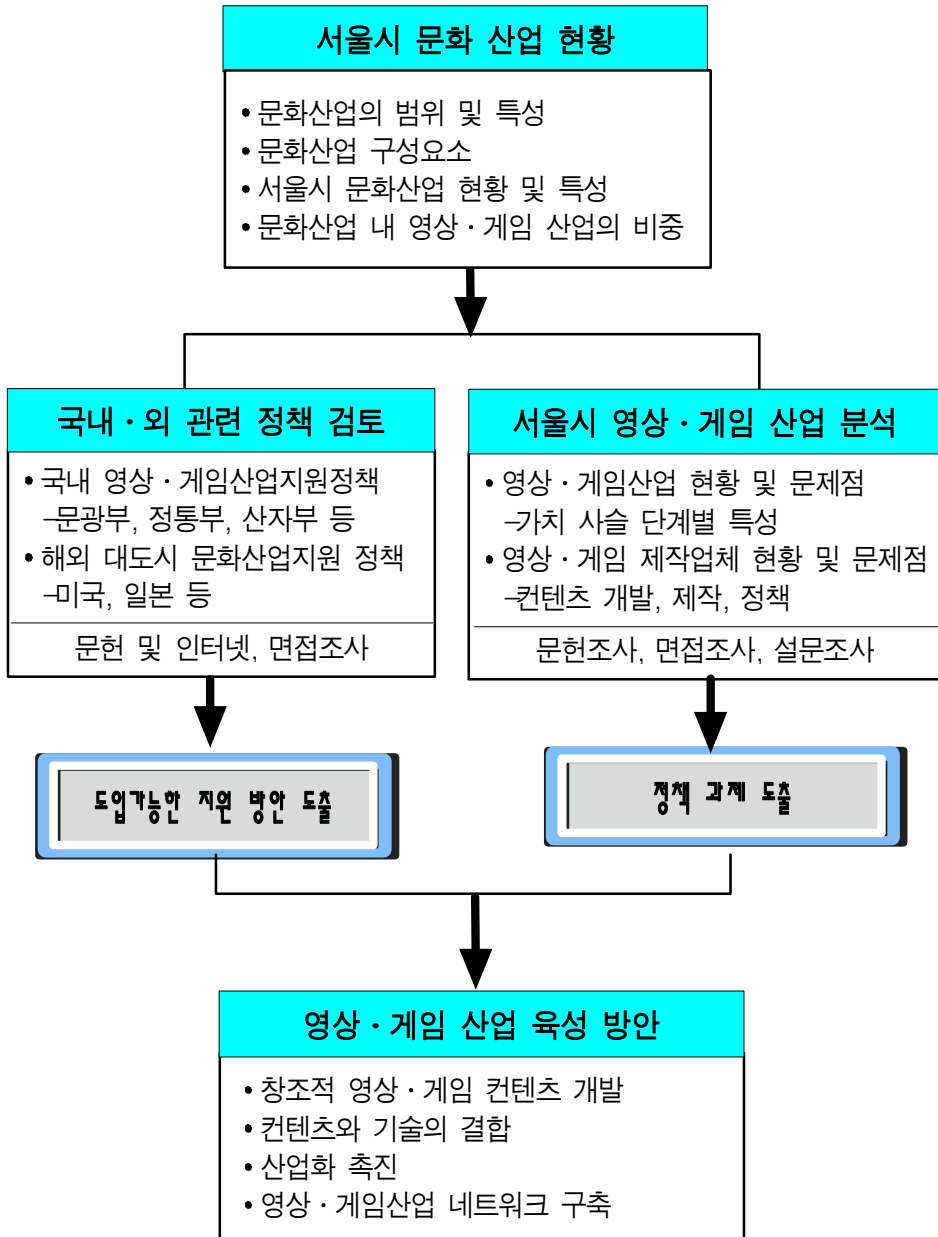 서울시 문화 산업 현황
• 문화산업의 범위 및 특성
• 문화산업 구성요소
• 서울시 문화산업 현황 및 특성
• 문화산업 내 영상·게임 산업의 비중
국내·외 관련 정책 검토
• 국내 영상·게임산업지원정책
–문광부, 정통부, 산자부 등
• 해외 대도시 문화산업지원 정책
–미국, 일본 등
문헌 및 인터넷, 면접조사
서울시 영상·게임 산업 분석
• 영상·게임산업 현황 및 문제점
–가치 사슬 단계별 특성
• 영상·게임 제작업체 현황 및 문제점
–컨텐츠 개발, 제작, 정책
문헌조사, 면접조사, 설문조사
도입가능한 지원 방안 도출
정책 과제 도출
영상·게임 산업 육성 방안
• 창조적 영상·게임 컨텐츠 개발
• 컨텐츠와 기술의 결합
• 산업화 촉진
• 영상·게임산업 네트워크 구축